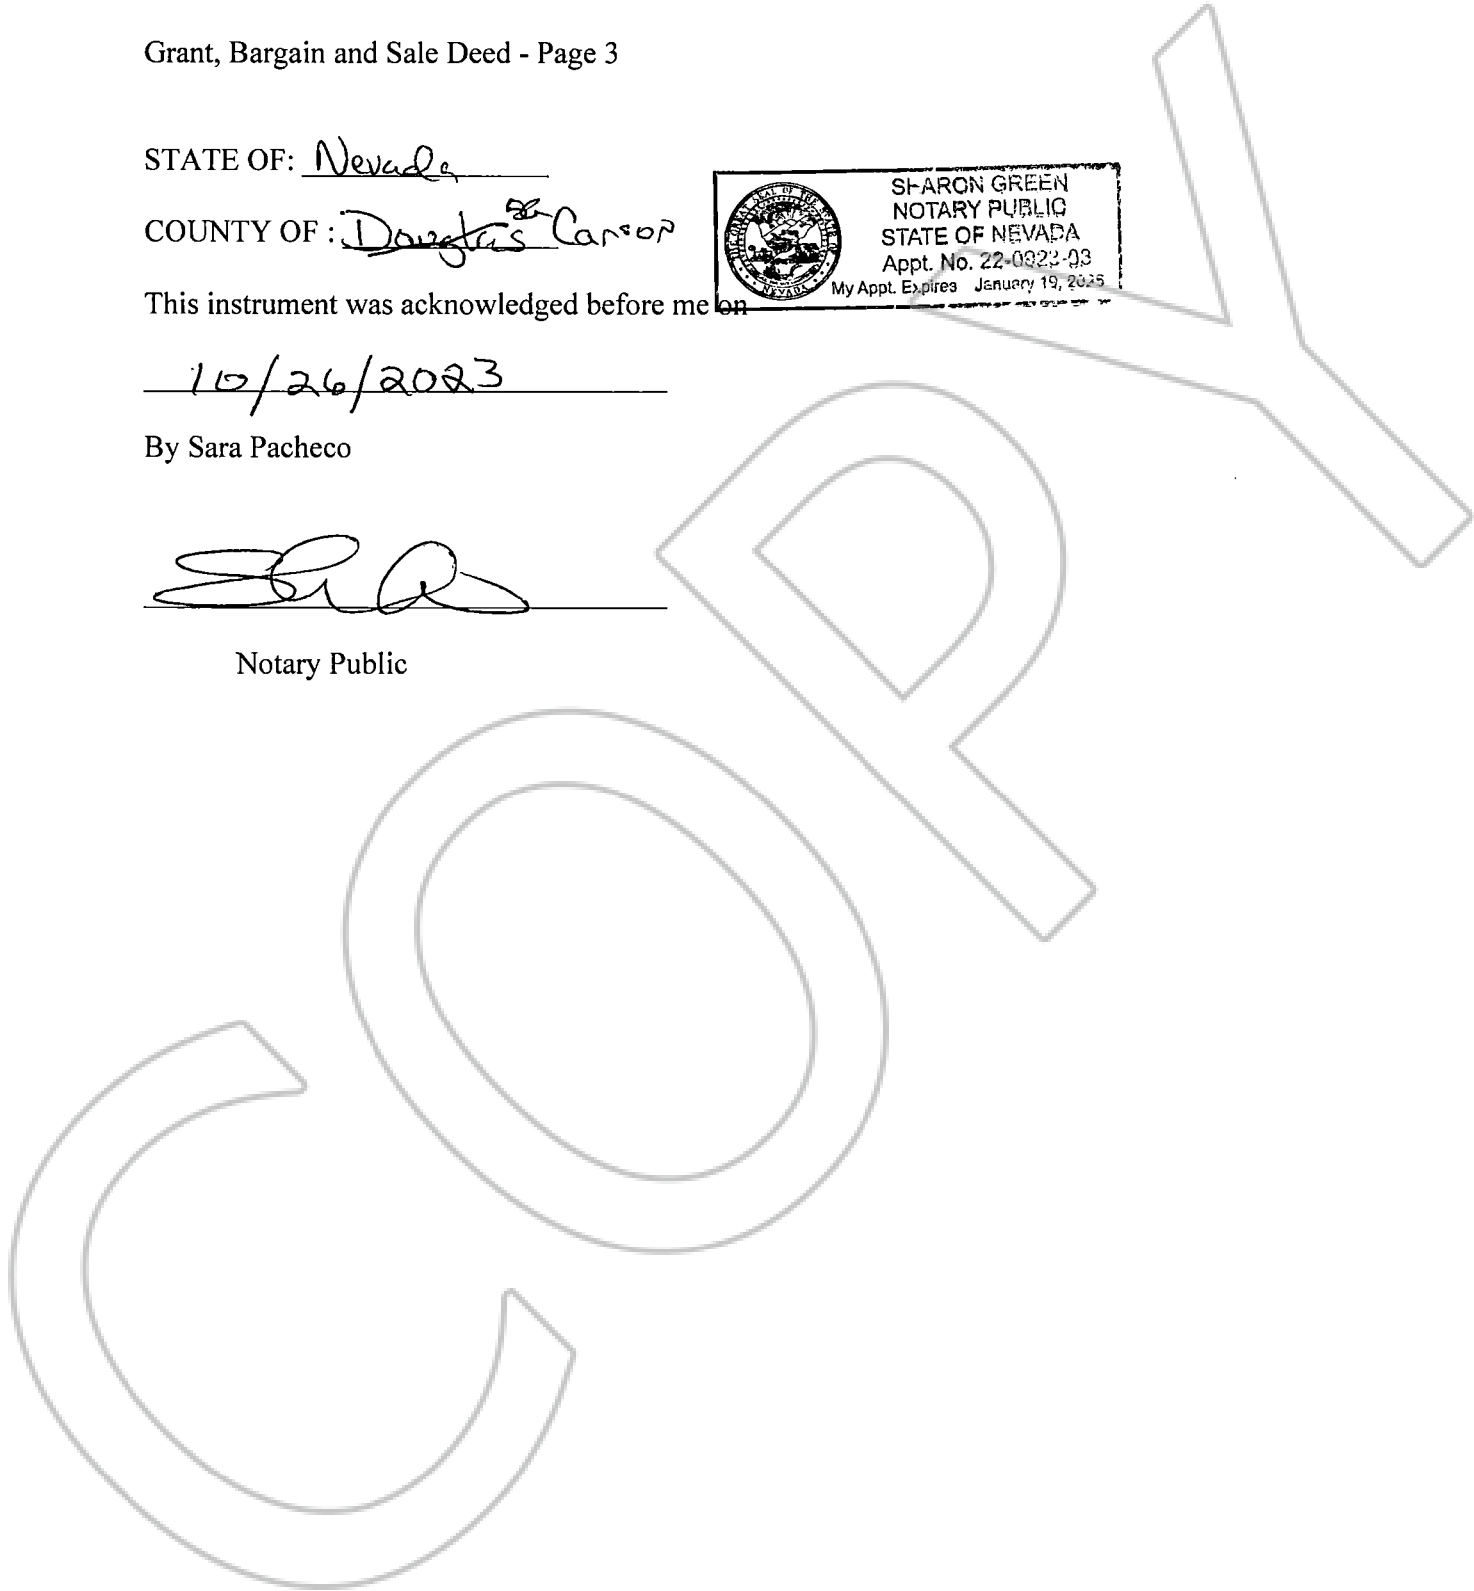 Grant, Bargain and Sale Deed - Page 3
STATE OF: Nevada
COUNTY OF : Douglas Carson
SHARON GREEN
NOTARY PUBLIC
STATE OF NEVADA
Appt. No. 22-0923-03
My Appt. Expires January 19, 2025
This instrument was acknowledged before me on
10/26/2023
By Sara Pacheco
Notary Public
COPY